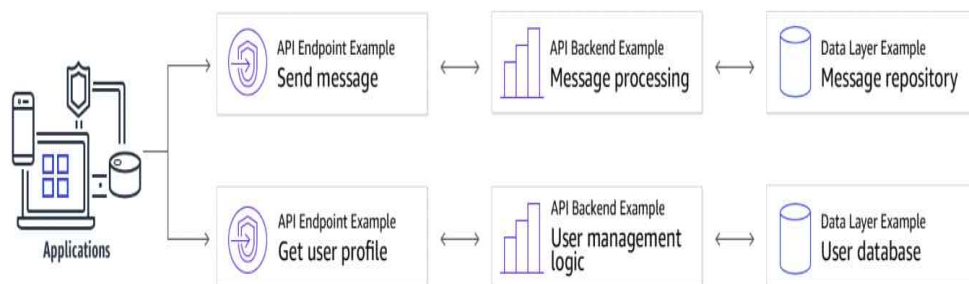 API Endpoint Example
Send message
API Backend Example
Message processing
Data Layer Example
Message repository
Applications
API Endpoint Example
Get user profile
API Backend Example
User management
logic
Data Layer Example
User database